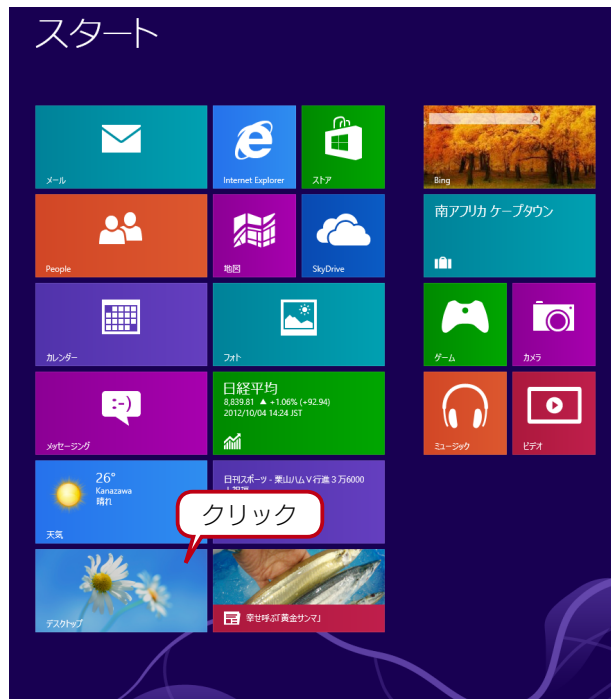 スタート
メール
Internet Explorer
ストア
Bing
People
地図
SkyDrive
南アフリカ ケープタウン
カレンダー
フォト
ゲーム
カメラ
メッセージング
:-)
日経平均
8,839.81 ▲ +1.06% (+92.94)
2012/10/04 14:24 JST
ミュージック
ビデオ
26°
Kanazawa
晴れ
天気
日刊スポーツ - 栗山ハムV行進3万6000
クリック
デスクトップ
幸せ呼ぶ「黄金サンマ」